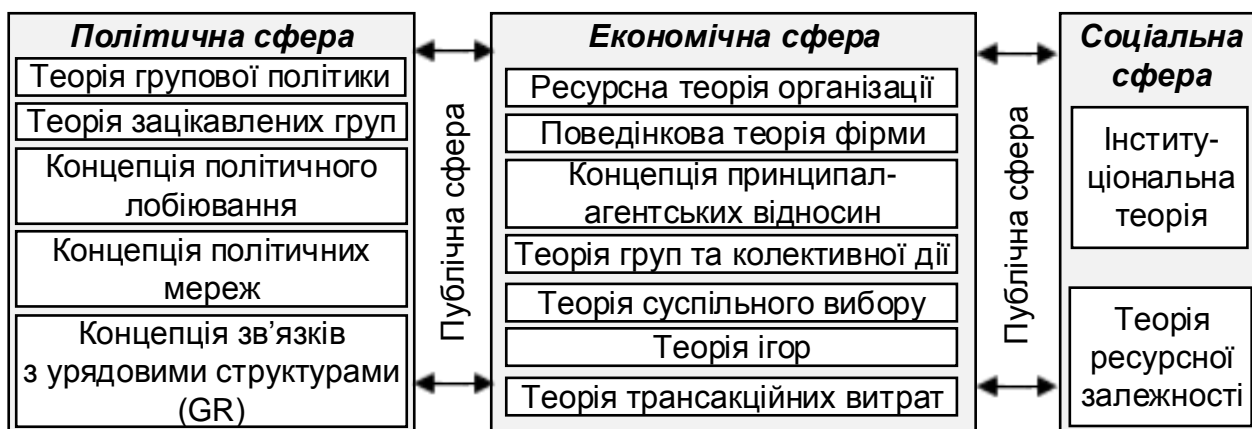 Політична сфера
Теорія групової політики
Теорія зацікавлених груп
Концепція політичного
лобіювання
Концепція політичних
мереж
Концепція зв’язків
з урядовими структурами
(GR)
Публічна сфера
Економічна сфера
Ресурсна теорія організації
Поведінкова теорія фірми
Концепція принципал-
агентських відносин
Теорія груп та колективної дії
Теорія суспільного вибору
Теорія ігор
Теорія трансакційних витрат
Публічна сфера
Соціальна
сфера
Інститу-
ціональна
теорія
Теорія
ресурсної
залежності